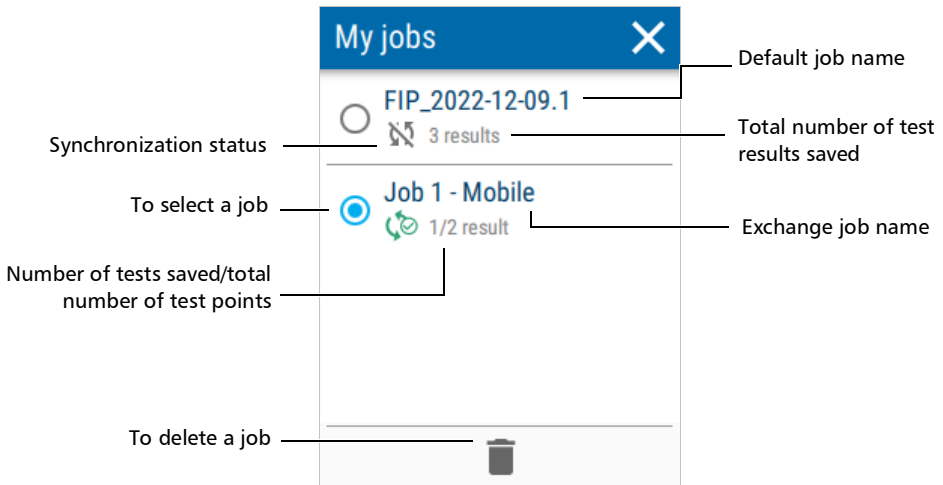 My jobs
Default job name
FIP_2022-12-09.1
Total number of test
results saved
3 results
Synchronization status
To select a job
Job 1 - Mobile
1/2 result
Exchange job name
Number of tests saved/total
number of test points
To delete a job